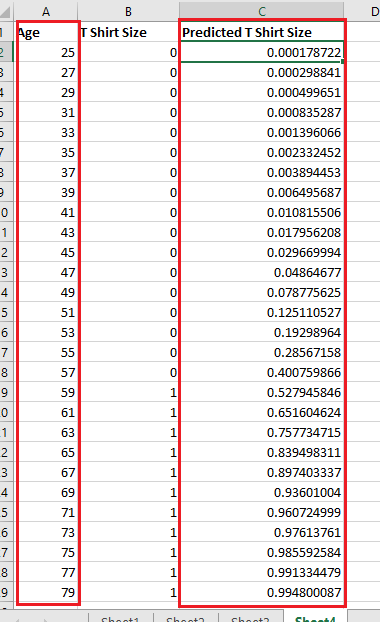 A B C D
1 Age T Shirt Size Predicted T Shirt Size
2 25 0 0.000178722
3 27 0 0.000298841
4 29 0 0.000499651
5 31 0 0.000835287
6 33 0 0.001396066
7 35 0 0.002332452
8 37 0 0.003894453
9 39 0 0.006495687
0 41 0 0.010815506
1 43 0 0.017956208
2 45 0 0.029669994
3 47 0 0.04864677
4 49 0 0.078775625
5 51 0 0.125110527
6 53 0 0.19298964
7 55 0 0.28567158
8 57 0 0.400759866
9 59 1 0.527945846
0 61 1 0.651604624
1 63 1 0.757734715
2 65 1 0.839498311
3 67 1 0.897403337
4 69 1 0.93601004
5 71 1 0.960724999
6 73 1 0.97613761
7 75 1 0.985592584
8 77 1 0.991334479
9 79 1 0.994800087
Sheet1 Sheet2 Sheet3 Sheet4